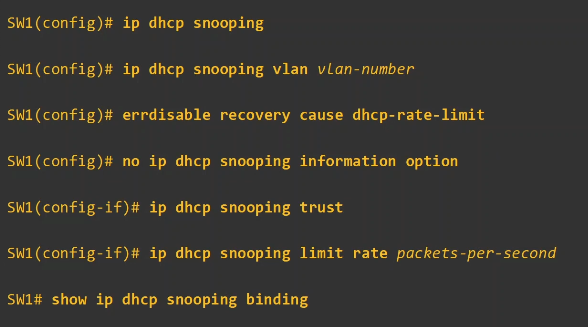 SW1(config)# ip dhcp snooping
SW1(config)# ip dhcp snooping vlan vlan-number
SW1(config)# errdisable recovery cause dhcp-rate-limit
SW1(config)# no ip dhcp snooping information option
SW1(config-if)# ip dhcp snooping trust
SW1(config-if)# ip dhcp snooping limit rate packets-per-second
SW1# show ip dhcp snooping binding